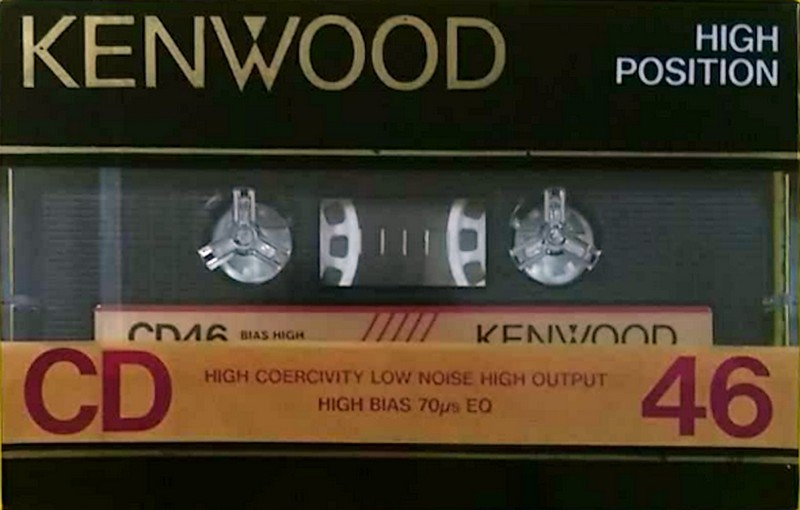 KENWOOD
HIGH
POSITION
CD46 BIAS HIGH
KENWOOD
CD
HIGH COERCIVITY LOW NOISE HIGH OUTPUT
HIGH BIAS 70µs EQ
46